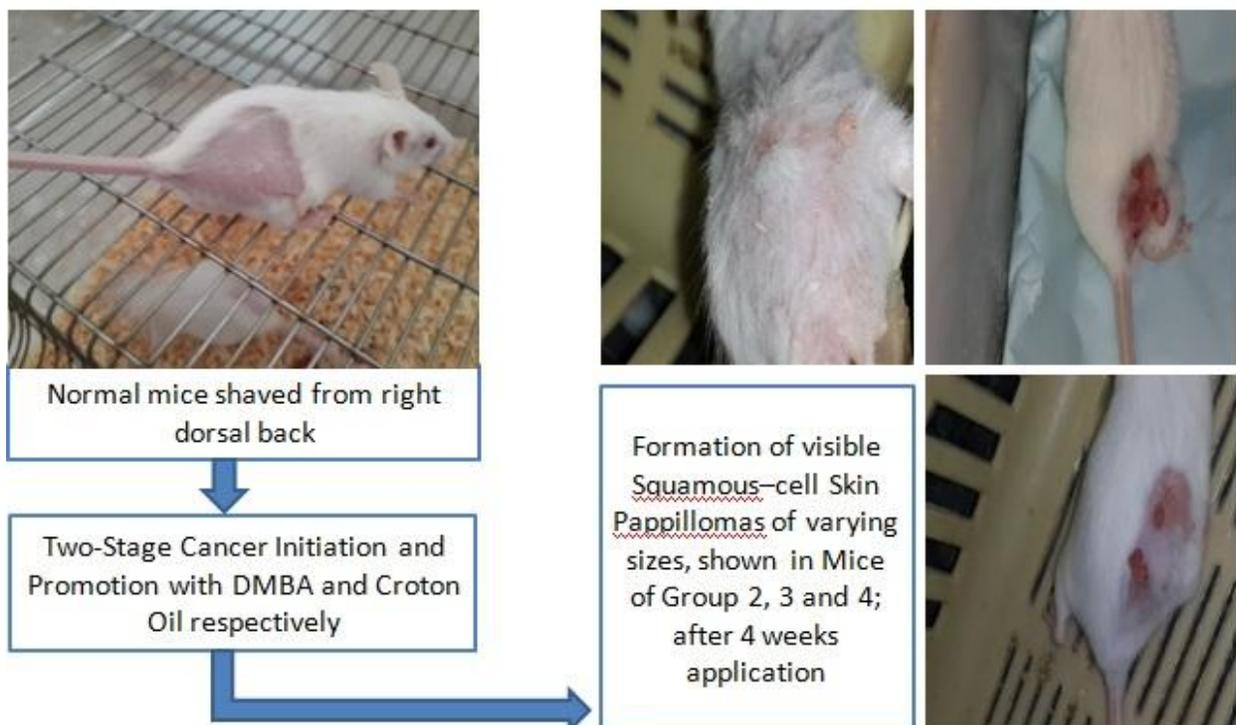 Normal mice shaved from right
dorsal back
Two-Stage Cancer Initiation and
Promotion with DMBA and Croton
Oil respectively
Formation of visible
Squamous–cell Skin
Pappillomas of varying
sizes, shown in Mice
of Group 2, 3 and 4;
after 4 weeks
application